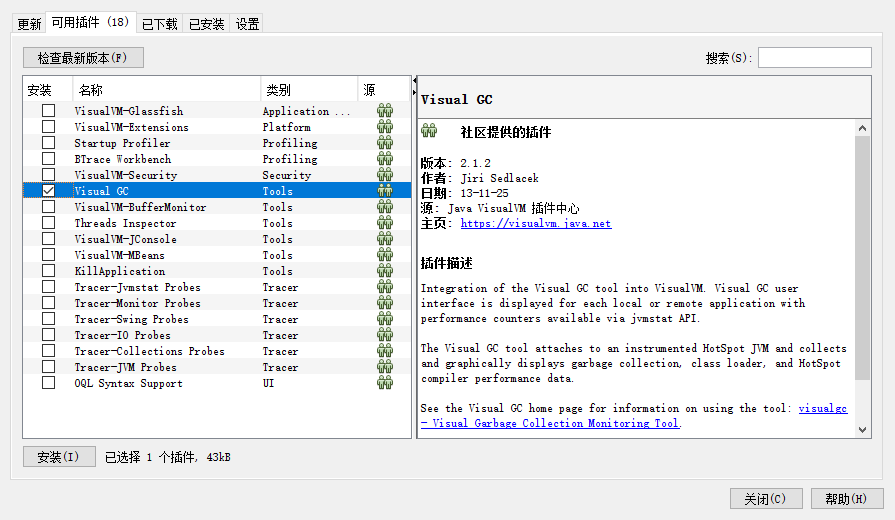 更新 可用插件 (18) 已下载 已安装 设置
检查最新版本(F) 搜索(S):
安装 名称 类别 源
VisualVM-Glassfish Application ...
VisualVM-Extensions Platform
Startup Profiler Profiling
BTrace Workbench Profiling
VisualVM-Security Security
Visual GC Tools
VisualVM-BufferMonitor Tools
Threads Inspector Tools
VisualVM-JConsole Tools
VisualVM-MBeans Tools
KillApplication Tools
Tracer-Jvmstat Probes Tracer
Tracer-Monitor Probes Tracer
Tracer-Swing Probes Tracer
Tracer-IO Probes Tracer
Tracer-Collections Probes Tracer
Tracer-JVM Probes Tracer
OQL Syntax Support UI
Visual GC
社区提供的插件
版本: 2.1.2
作者: Jiri Sedlacek
日期: 13-11-25
源: Java VisualVM 插件中心
主页: https://visualvm.java.net
插件描述
Integration of the Visual GC tool into VisualVM. Visual GC user
interface is displayed for each local or remote application with
performance counters available via jvmstat API.
The Visual GC tool attaches to an instrumented HotSpot JVM and collects
and graphically displays garbage collection, class loader, and HotSpot
compiler performance data.
See the Visual GC home page for information on using the tool: visualgc
- Visual Garbage Collection Monitoring Tool.
安装(I) 已选择 1 个插件, 43kB
关闭(C) 帮助(H)